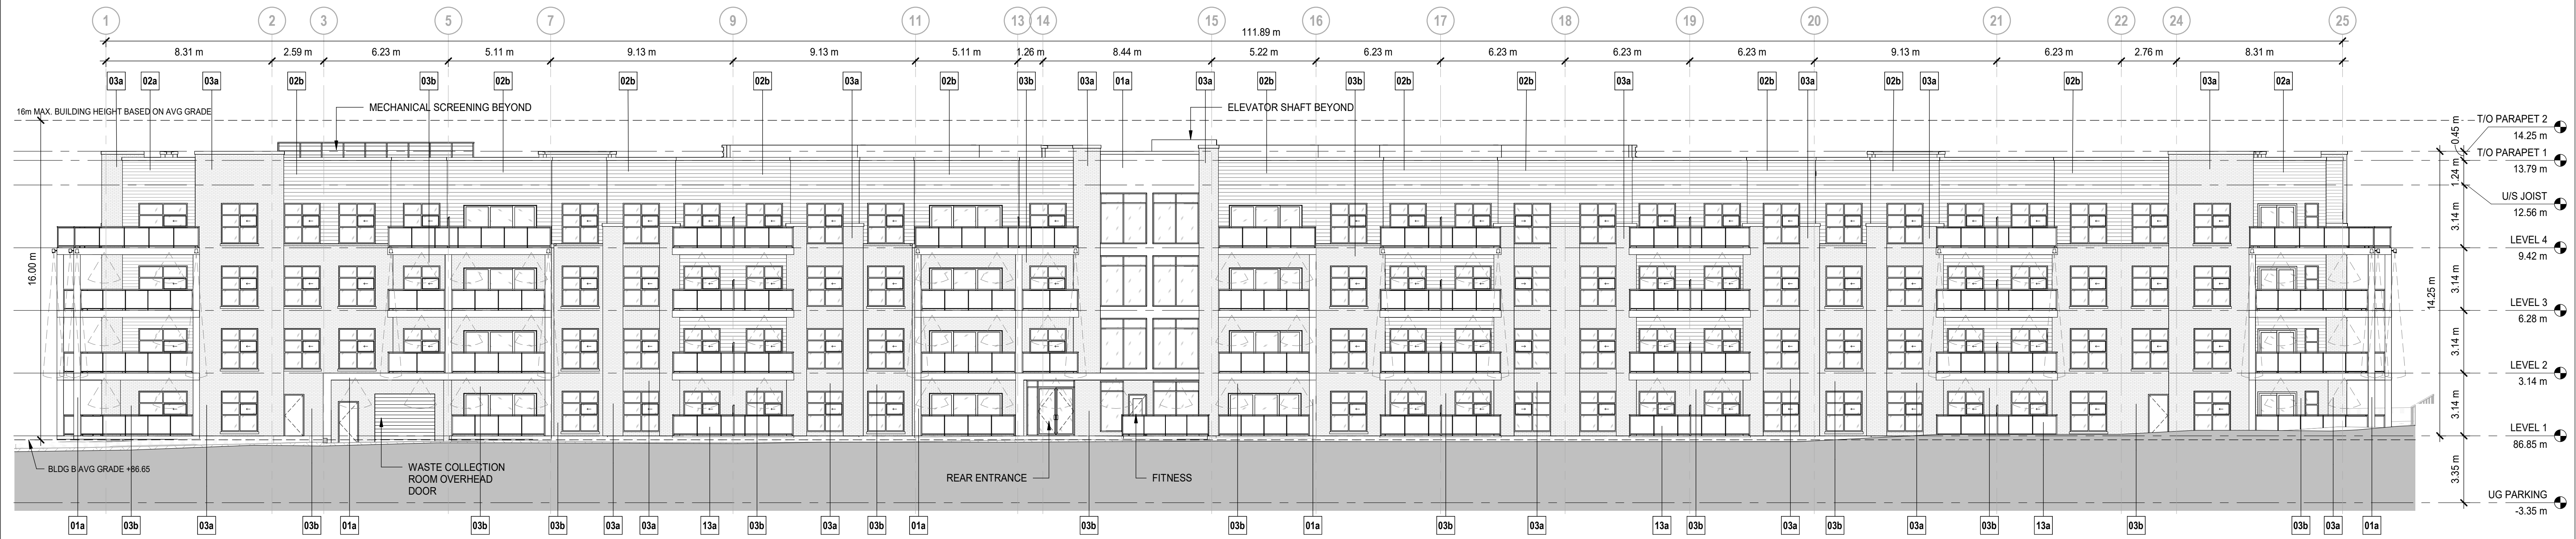 1 2 3 5 7 9 11 13 14 15 16 17 18 19 20 21 22 24 25
111.89 m
8.31 m 2.59 m 6.23 m 5.11 m 9.13 m 9.13 m 5.11 m 1.26 m 8.44 m 5.22 m 6.23 m 6.23 m 6.23 m 6.23 m 9.13 m 6.23 m 2.76 m 8.31 m
03a 02a 03a 02b 03b 02b 02b 02b 03a 02b 03b 03a 01a 03a 02b 03b 02b 02b 03a 02b 03a 02b 03a 02b 03a 02a
MECHANICAL SCREENING BEYOND
ELEVATOR SHAFT BEYOND
16m MAX. BUILDING HEIGHT BASED ON AVG GRADE
16.00 m
T/O PARAPET 2
14.25 m
0.45 m
T/O PARAPET 1
13.79 m
1.24 m
U/S JOIST
12.56 m
3.14 m
LEVEL 4
9.42 m
3.14 m
14.25 m
LEVEL 3
6.28 m
3.14 m
LEVEL 2
3.14 m
3.14 m
LEVEL 1
86.85 m
3.35 m
UG PARKING
-3.35 m
BLDG B AVG GRADE +86.65
WASTE COLLECTION
ROOM OVERHEAD
DOOR
REAR ENTRANCE
FITNESS
01a 03b 03a 03b 01a 03b 03b 03a 03a 13a 03b 03a 03b 01a 03b 03b 01a 03b 03a 13a 03b 03a 03b 03a 03b 13a 03b 03b 03a 01a